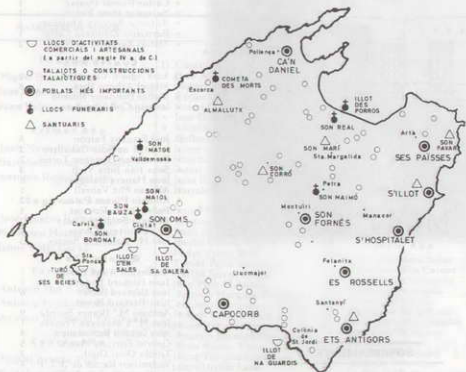 LLOCS D'ACTIVITATS
COMERCIALS I ARTESANALS
(a partir del segle IV a. de C.)
TALAIOTS O CONSTRUCCIONS
TALAIÒTIQUES
POBLATS MÉS IMPORTANTS
LLOCS FUNERARIS
SANTUARIS
Pollença
CA'N
DANIEL
Escorca
COMETA
DES MORTS
ALMALLUTX
ILLOT
DES
PORROS
SON REAL
Artà
SON
FAVAR
SES PAÏSSES
SON MARÍ
Sta. Margalida
SON
MATGE
Valldemossa
SON
CORRÓ
Petra
SON MAIMÓ
S'ILLOT
SON
MAIOL
SON
BAUZA
Ciutat
SON OMS
Calvià
SON
BORONAT
Montuïri
SON
FORNÉS
Manacor
S'HOSPITALET
Sta.
Ponsa
TURÓ DE
SES BEIES
ILLOT
D'EN
SALES
ILLOT
DE
SA GALERA
Llucmajor
Felanitx
ES ROSSELLS
CAPOCORB
Santanyí
Colònia
de
St. Jordi
ETS ANTIGORS
ILLOT
DE
NA GUARDIS